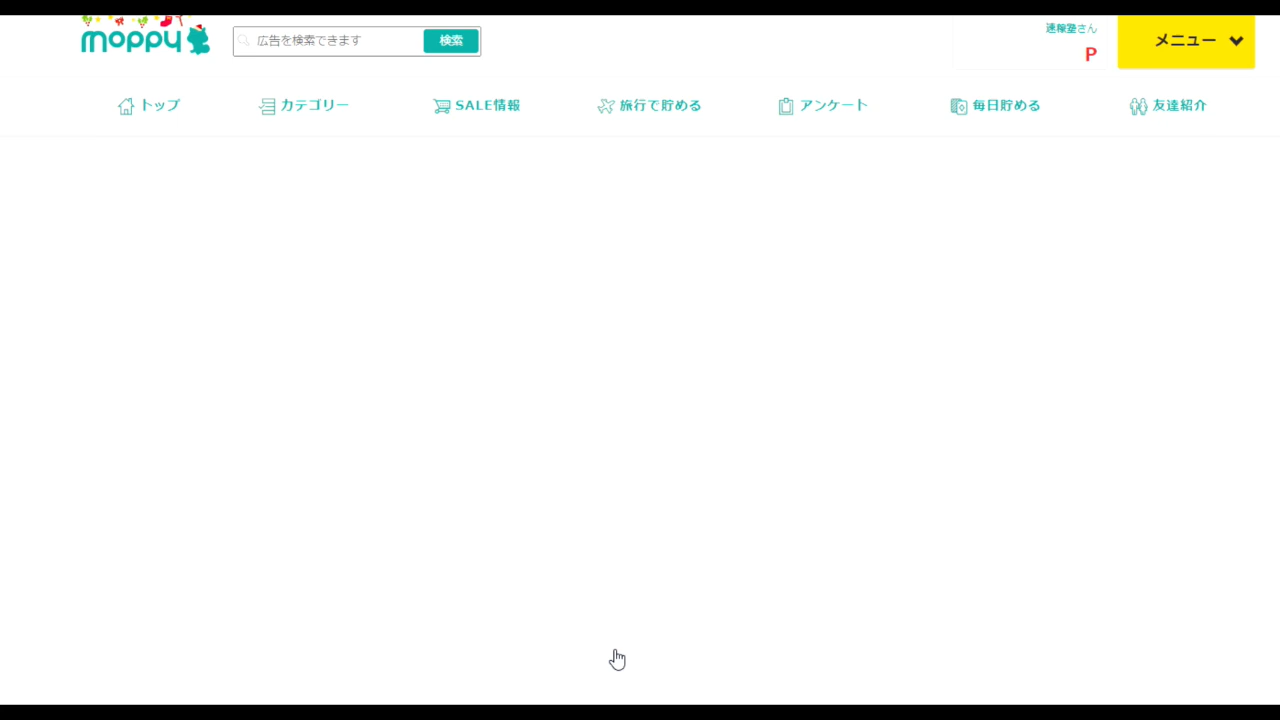 moppy
広告を検索できます
検索
速稼塾さん
P
メニュー
トップ
カテゴリー
SALE情報
旅行で貯める
アンケート
毎日貯める
友達紹介